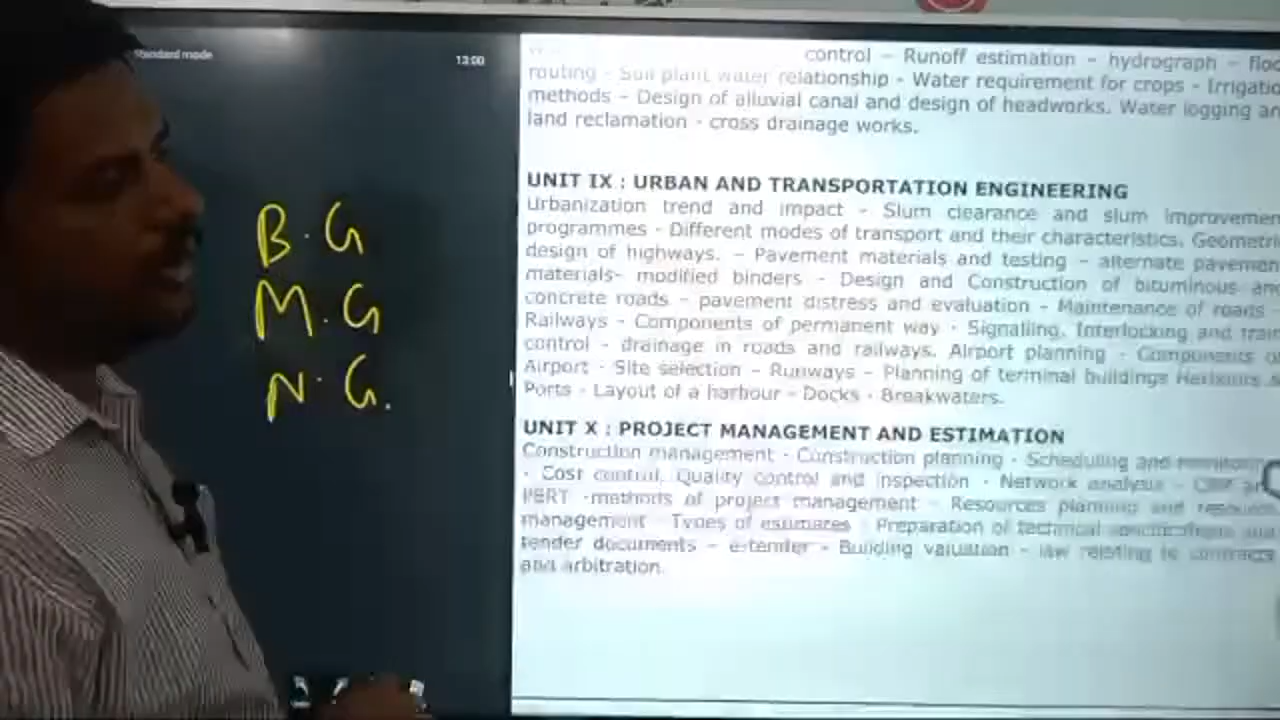 Standard mode
13:00
B.G
M.G
N.G.
control – Runoff estimation – hydrograph – floo
routing - Soil plant water relationship - Water requirement for crops - Irrigatio
methods – Design of alluvial canal and design of headworks. Water logging an
land reclamation - cross drainage works.
UNIT IX : URBAN AND TRANSPORTATION ENGINEERING
Urbanization trend and impact - Slum clearance and slum improvemen
programmes - Different modes of transport and their characteristics. Geometri
design of highways. – Pavement materials and testing – alternate pavemen
materials- modified binders – Design and Construction of bituminous an
concrete roads – pavement distress and evaluation – Maintenance of roads -
Railways - Components of permanent way - Signalling, Interlocking and train
control – drainage in roads and railways. Airport planning - Components o
Airport - Site selection – Runways – Planning of terminal buildings Harbours &
Ports - Layout of a harbour – Docks - Breakwaters.
UNIT X : PROJECT MANAGEMENT AND ESTIMATION
Construction management - Construction planning - Scheduling and monitori
- Cost control, Quality control and inspection - Network analysis - CPM an
PERT -methods of project management – Resources planning and resour
management - Types of estimates - Preparation of technical specifications and
tender documents – e-tender - Building valuation – law relating to contracts
and arbitration.